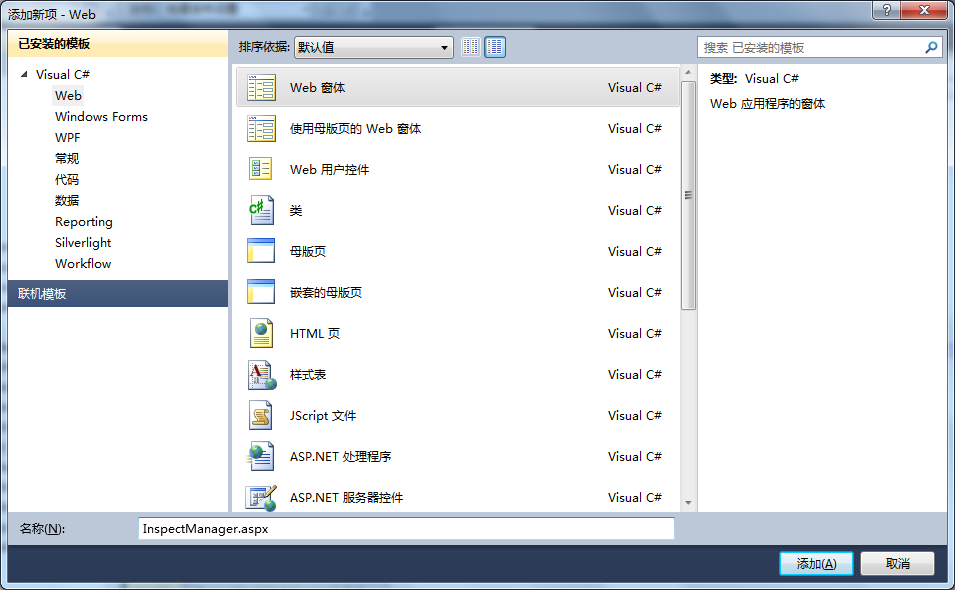 添加新项 - Web
已安装的模板
排序依据: 默认值
搜索 已安装的模板
Visual C#
Web
Windows Forms
WPF
常规
代码
数据
Reporting
Silverlight
Workflow
联机模板
Web 窗体 Visual C#
使用母版页的 Web 窗体 Visual C#
Web 用户控件 Visual C#
类 Visual C#
母版页 Visual C#
嵌套的母版页 Visual C#
HTML 页 Visual C#
样式表 Visual C#
JScript 文件 Visual C#
ASP.NET 处理程序 Visual C#
ASP.NET 服务器控件 Visual C#
类型: Visual C#
Web 应用程序的窗体
名称(N): InspectManager.aspx
添加(A) 取消